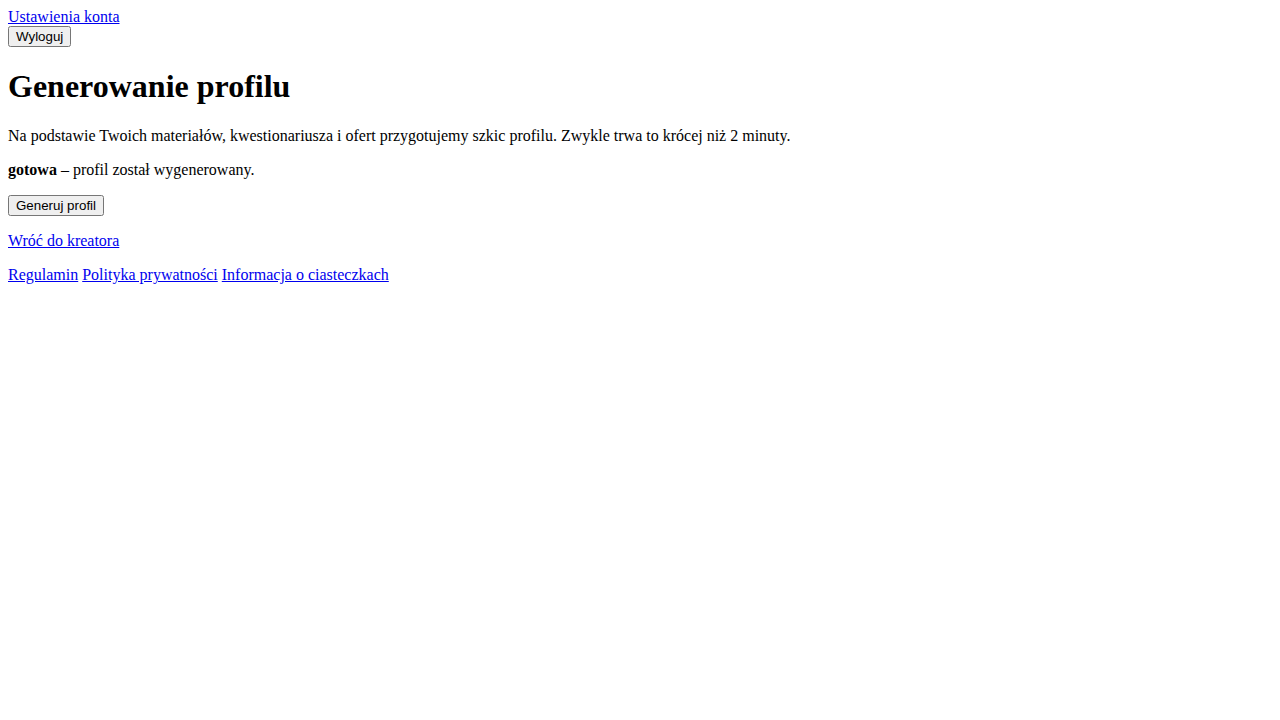 Ustawienia konta
Wyloguj
Generowanie profilu
Na podstawie Twoich materiałów, kwestionariusza i ofert przygotujemy szkic profilu. Zwykle trwa to krócej niż 2 minuty.
gotowa – profil został wygenerowany.
Generuj profil
Wróć do kreatora
Regulamin Polityka prywatności Informacja o ciasteczkach